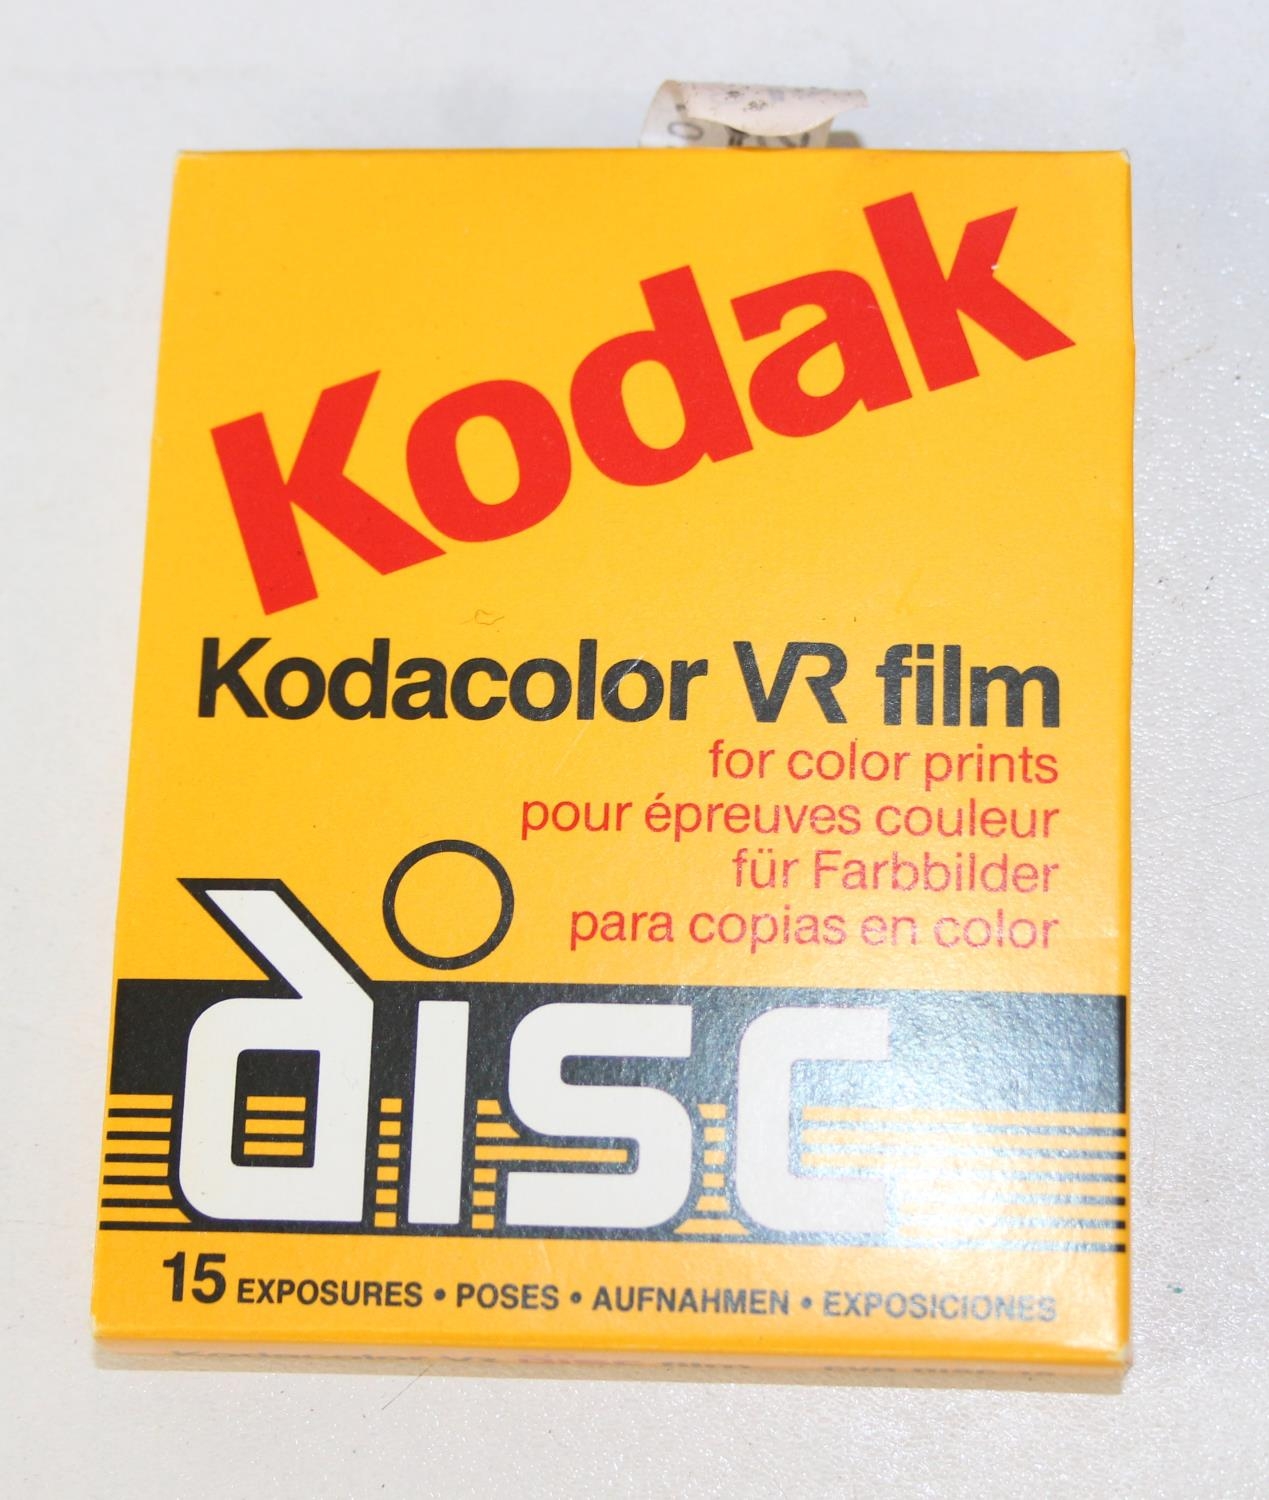 Kodak
Kodacolor VR film
for color prints
pour épreuves couleur
für Farbbilder
para copias en color
disc
15 EXPOSURES • POSES • AUFNAHMEN • EXPOSICIONES